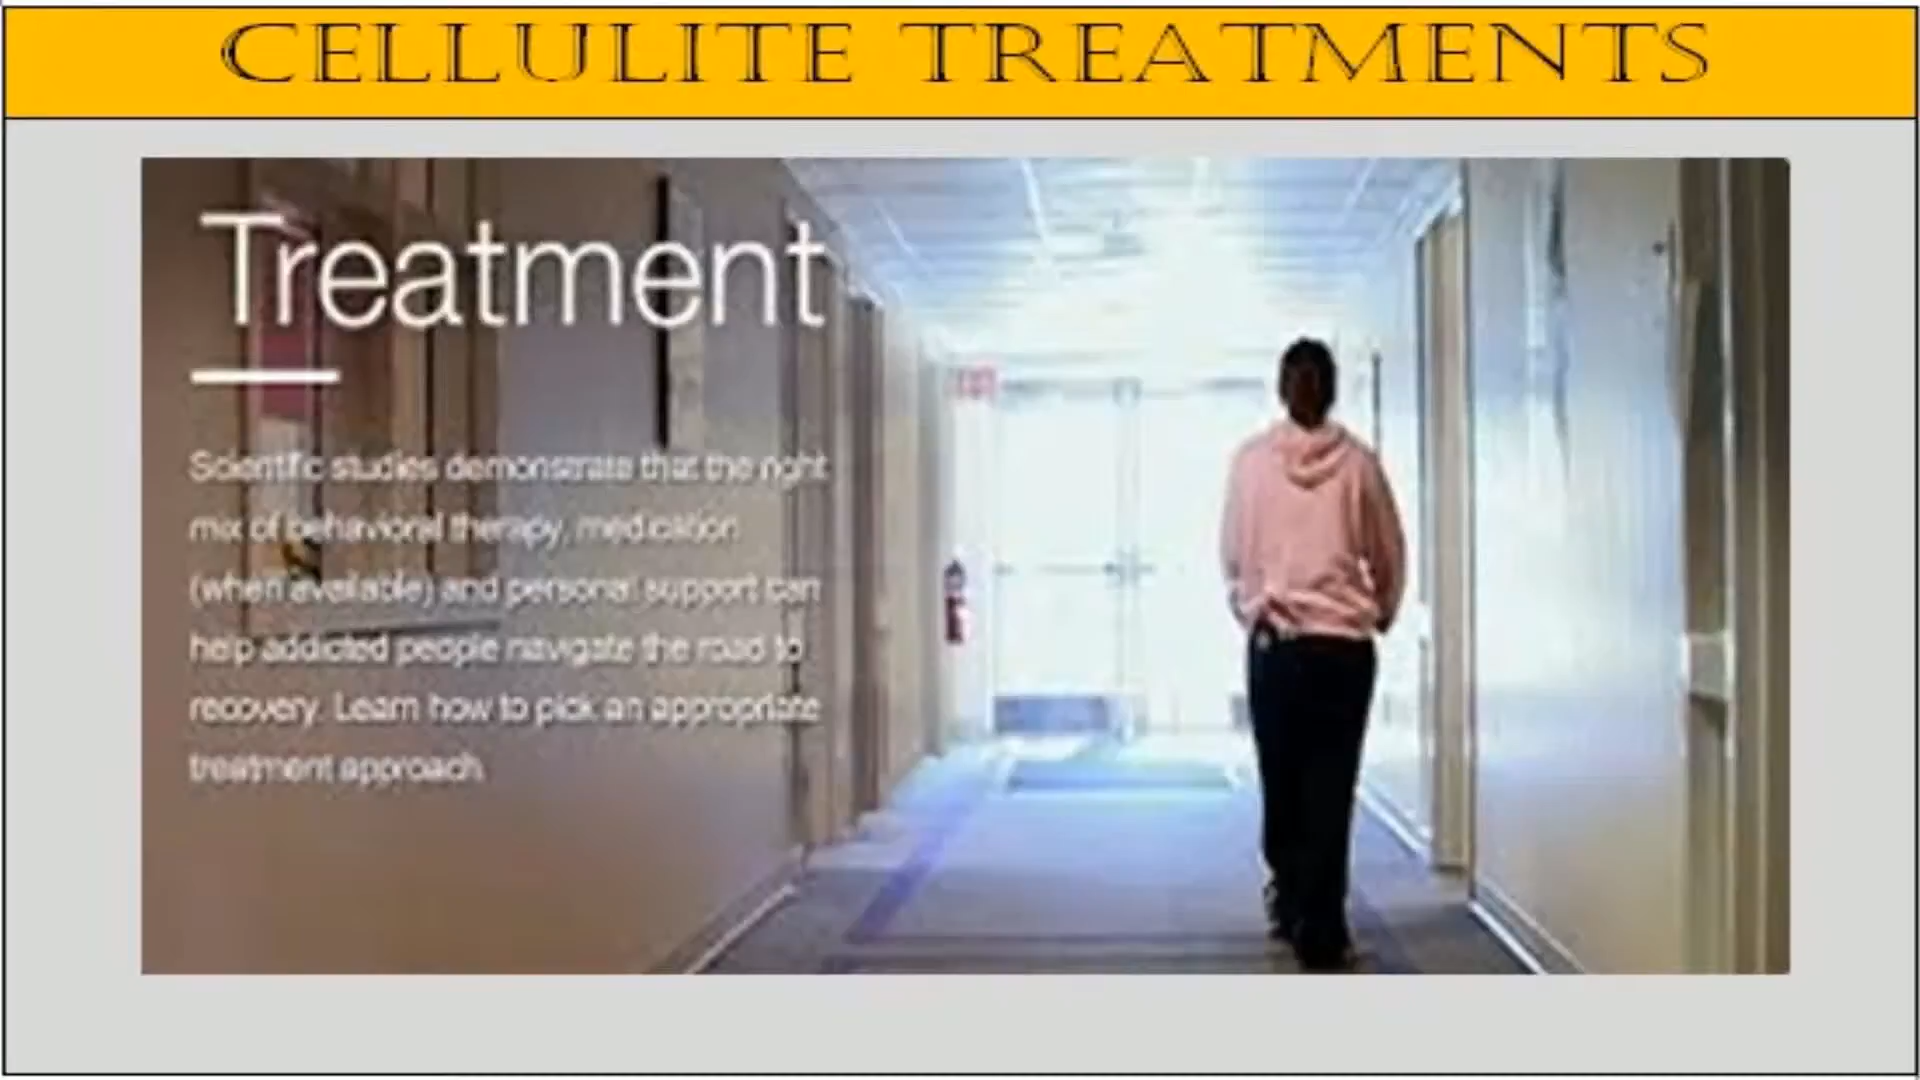 CELLULITE TREATMENTS
Treatment
Scientific studies demonstrate that the right
mix of behavioral therapy, medication
(when available) and personal support can
help addicted people navigate the road to
recovery. Learn how to pick an appropriate
treatment approach.